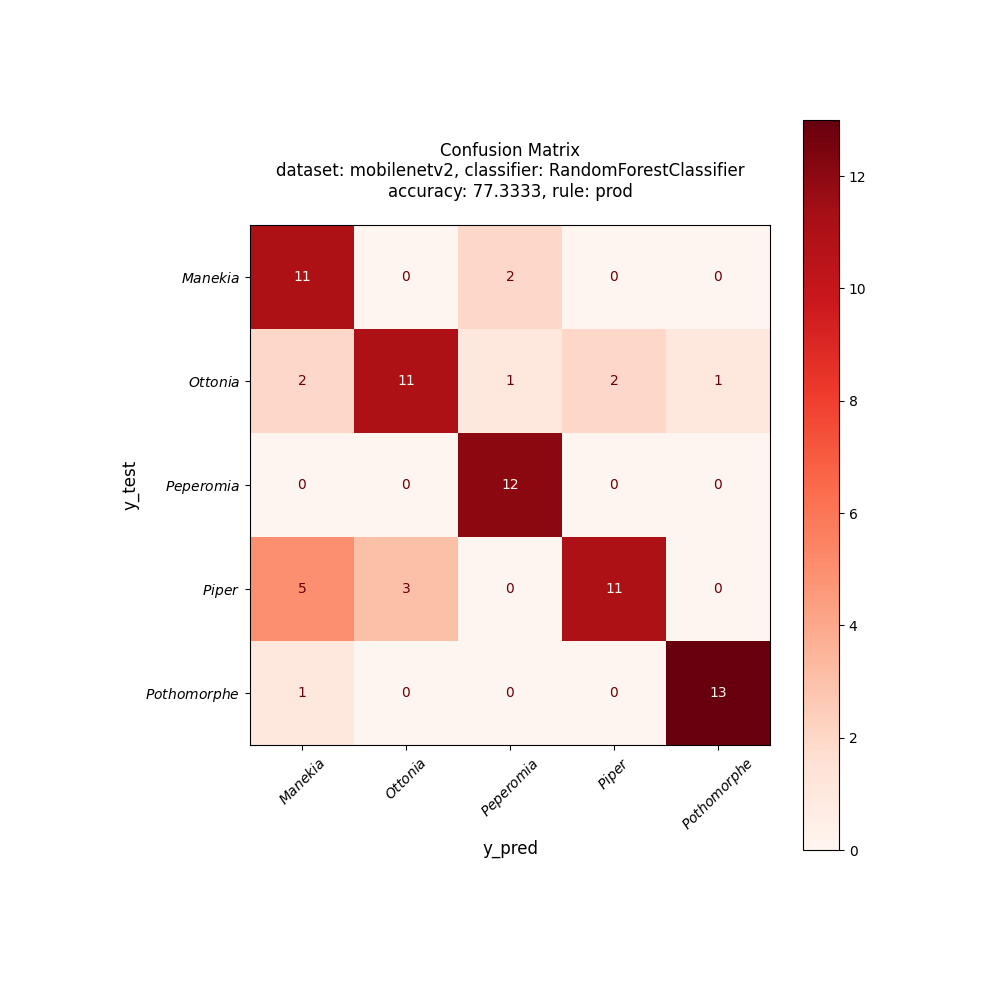 Confusion Matrix
dataset: mobilenetv2, classifier: RandomForestClassifier
accuracy: 77.3333, rule: prod
Manekia 11 0 2 0 0
Ottonia 2 11 1 2 1
Peperomia 0 0 12 0 0
Piper 5 3 0 11 0
Pothomorphe 1 0 0 0 13
y_test
Manekia Ottonia Peperomia Piper Pothomorphe
y_pred
12
10
8
6
4
2
0